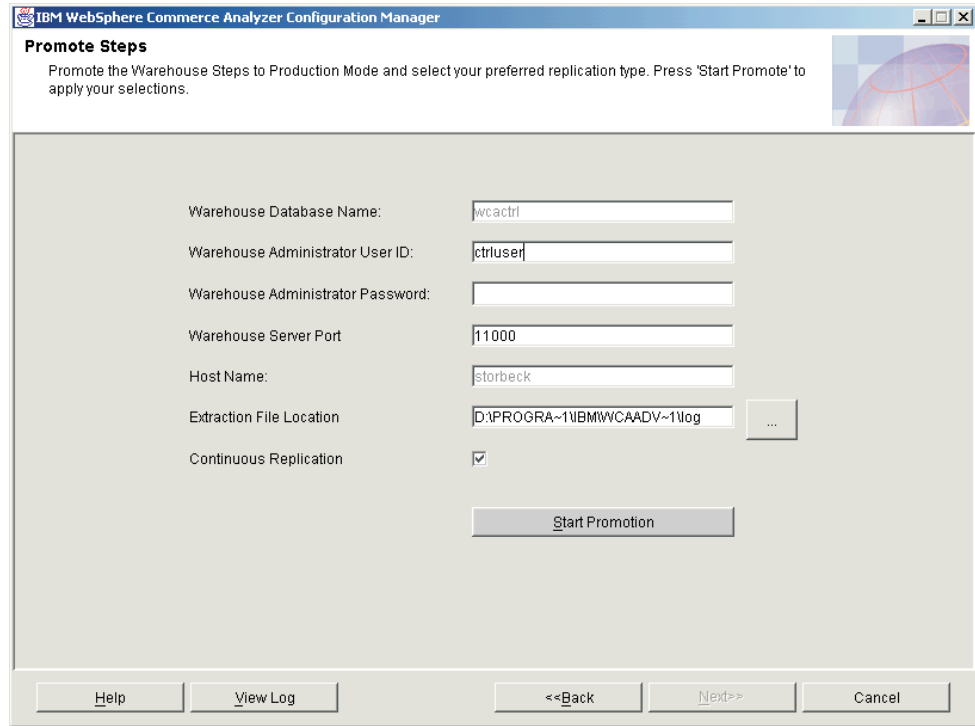 IBM WebSphere Commerce Analyzer Configuration Manager
Promote Steps
Promote the Warehouse Steps to Production Mode and select your preferred replication type. Press 'Start Promote' to
apply your selections.
Warehouse Database Name: wcactrl
Warehouse Administrator User ID: ctrluser
Warehouse Administrator Password:
Warehouse Server Port 11000
Host Name: storbeck
Extraction File Location D:\PROGRA~1\IBM\WCAADV~1\log ...
Continuous Replication
Start Promotion
Help View Log <<Back Next>> Cancel